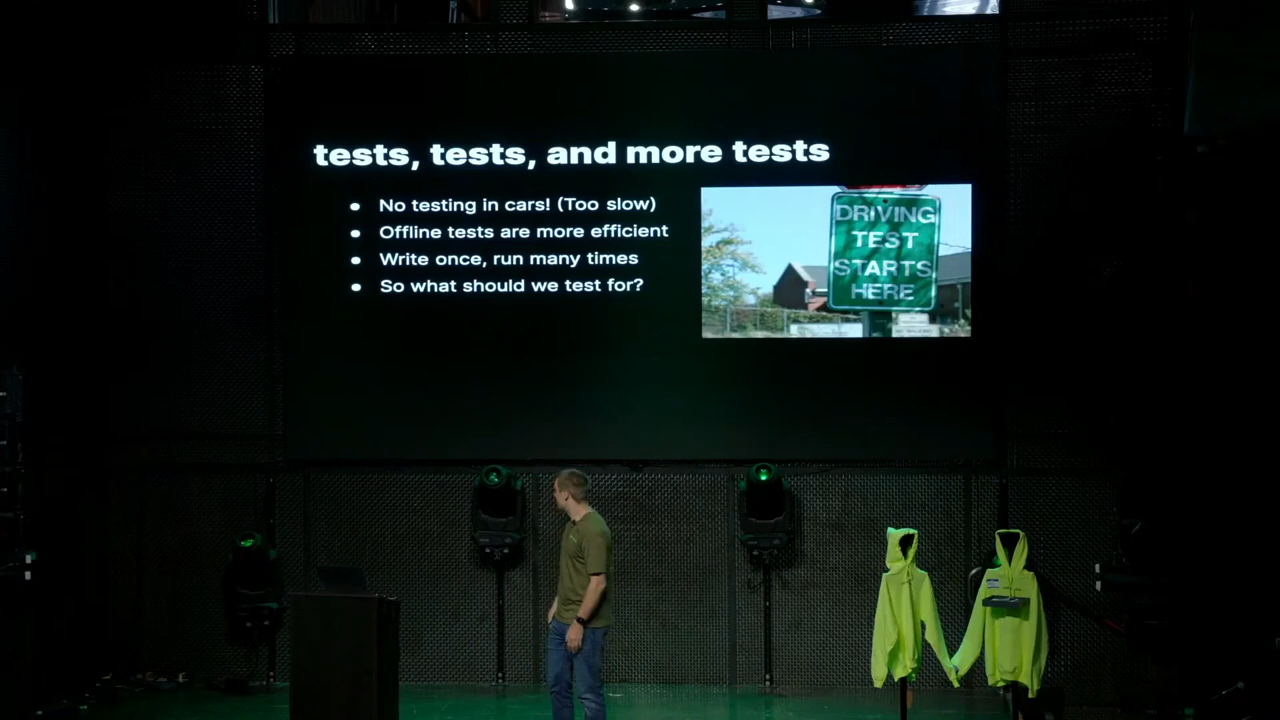 tests, tests, and more tests
● No testing in cars! (Too slow)
● Offline tests are more efficient
● Write once, run many times
● So what should we test for?
DRIVING
TEST
STARTS
HERE